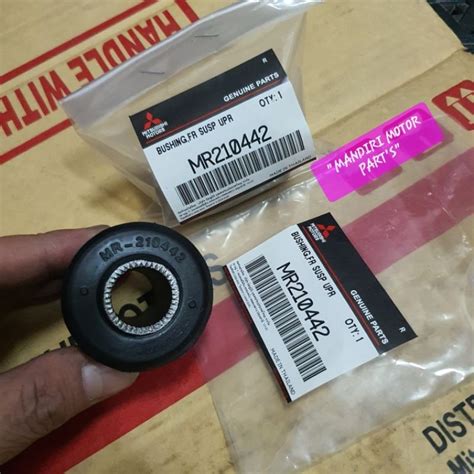 HANDLE WITH
R
MITSUBISHI
MOTORS
GENUINE PARTS
BUSHING,FR SUSP UPR
QTY: 1
MR210442
" MANDIRI MOTOR
PART'S"
MR-210442
R
MITSUBISHI
MOTORS
GENUINE PARTS
BUSHING,FR SUSP UPR
QTY: 1
MR210442
MADE IN THAILAND
DIST